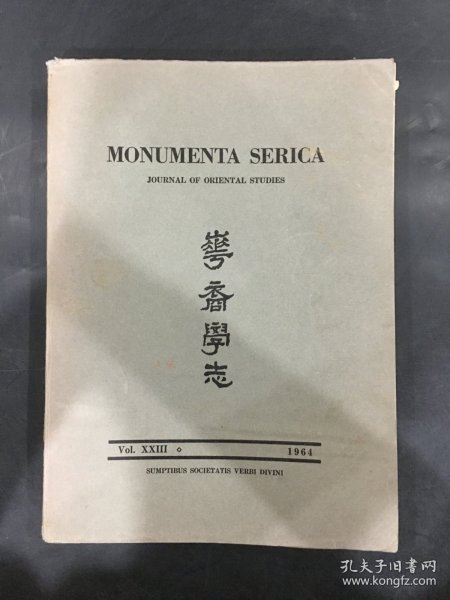 MONUMENTA SERICA
JOURNAL OF ORIENTAL STUDIES
華
裔
學
志
Vol. XXIII ⋄ 1964
SUMPTIBUS SOCIETATIS VERBI DIVINI
孔夫子旧书网
www.kongfz.com